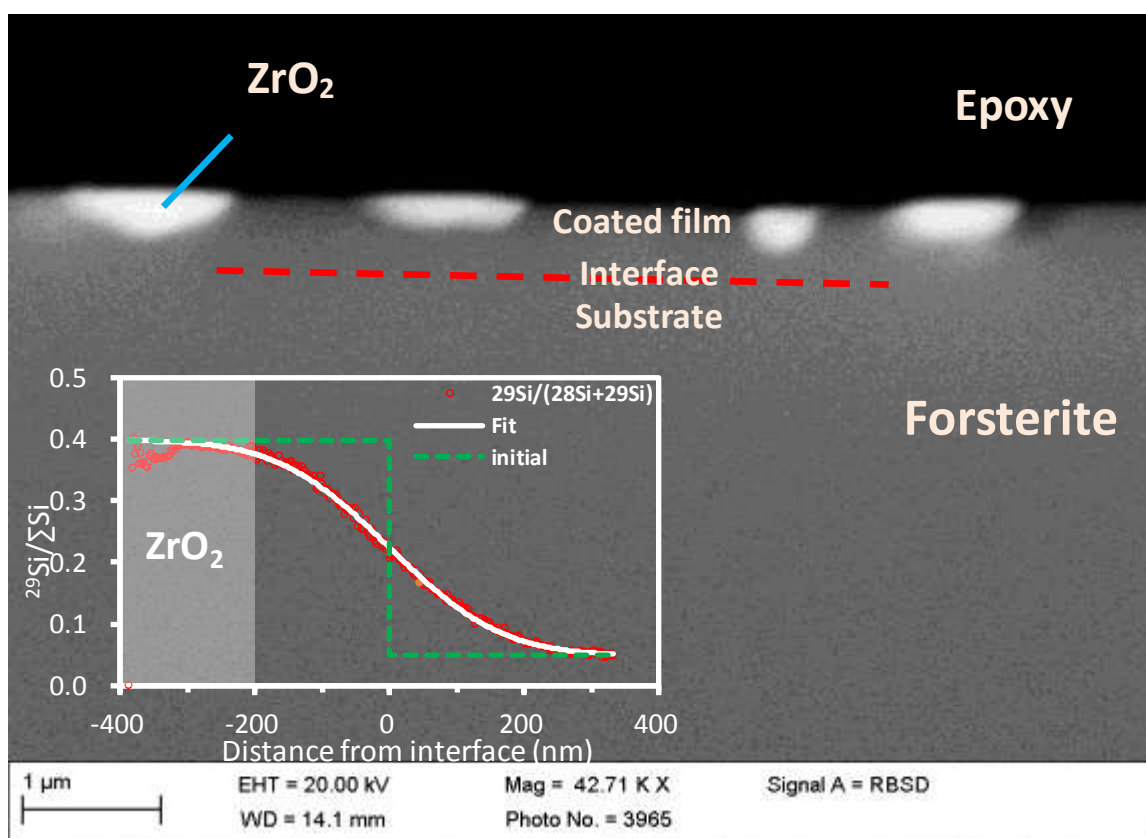 ZrO₂
Epoxy
Coated film
Interface
Substrate
Forsterite
0.5
0.4
0.3
0.2
0.1
0.0
²⁹Si/∑Si
29Si/(28Si+29Si)
Fit
initial
ZrO₂
-400 -200 0 200 400
Distance from interface (nm)
1 µm EHT = 20.00 kV Mag = 42.71 K X Signal A = RBSD
WD = 14.1 mm Photo No. = 3965